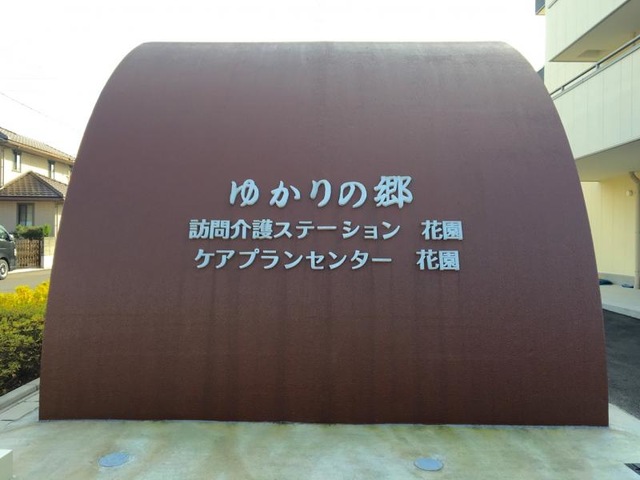 ゆかりの郷
訪問介護ステーション　花園
ケアプランセンター　花園